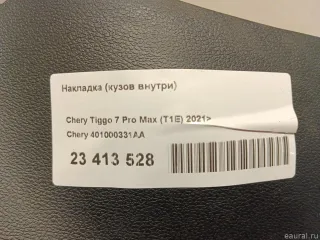 Накладка (кузов внутри)
Chery Tiggo 7 Pro Max (T1E) 2021>
Chery 401000331AA
23 413 528
© eaural.ru